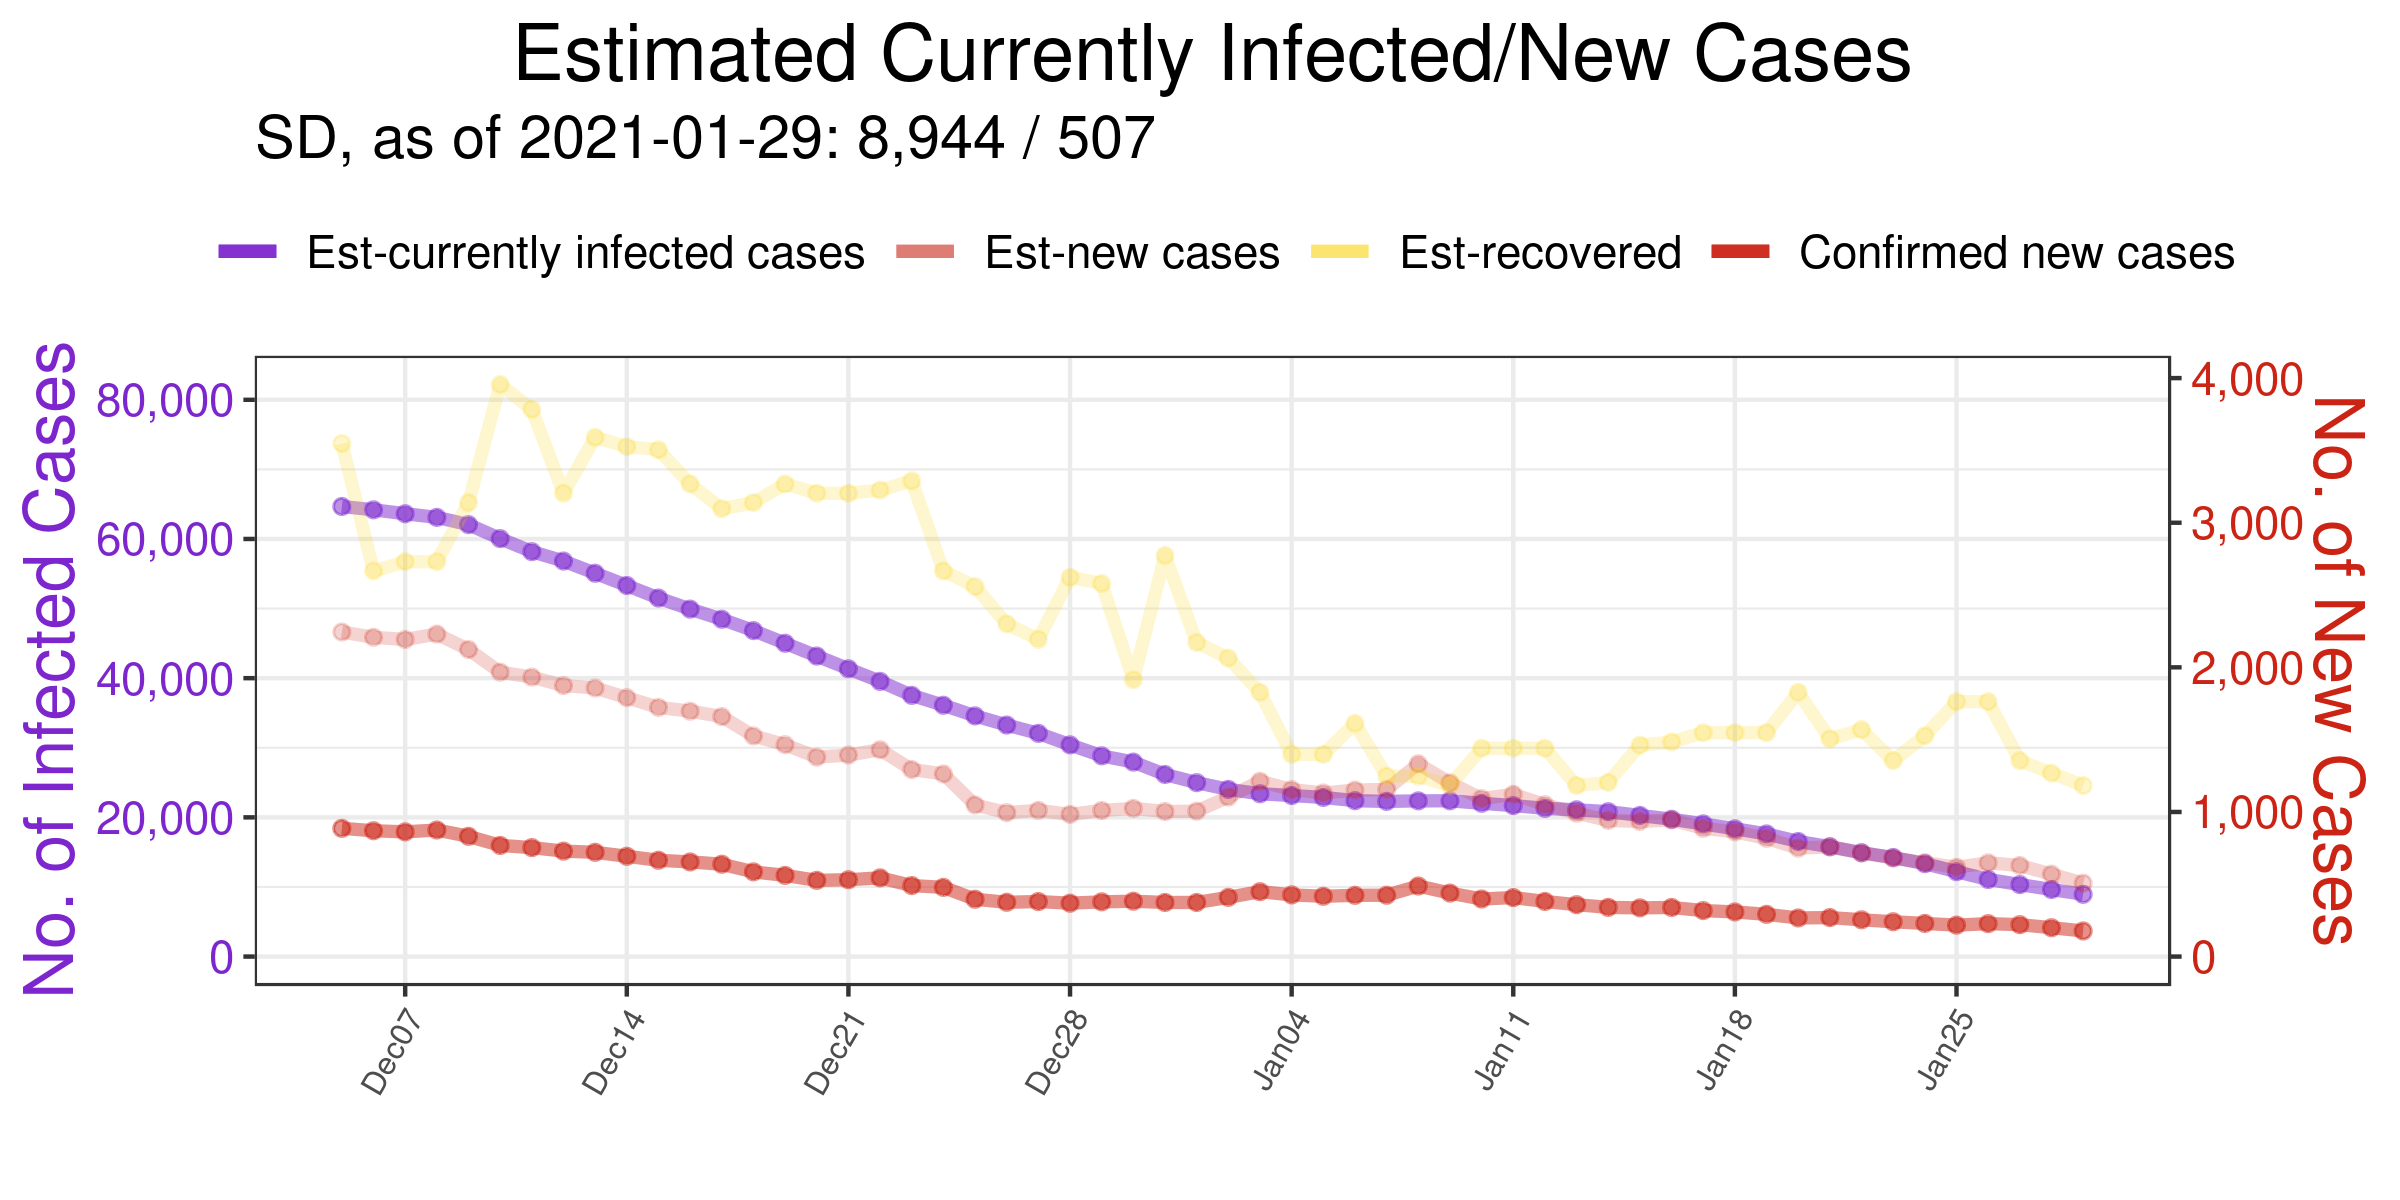 Estimated Currently Infected/New Cases
SD, as of 2021-01-29: 8,944 / 507
Est-currently infected cases Est-new cases Est-recovered Confirmed new cases
No. of Infected Cases
80,000
60,000
40,000
20,000
0
4,000
3,000
2,000
1,000
0
No. of New Cases
Dec07 Dec14 Dec21 Dec28 Jan04 Jan11 Jan18 Jan25